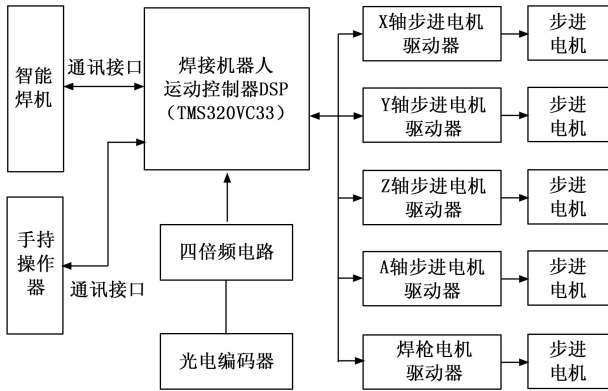 智能
焊机
通讯接口
焊接机器人
运动控制器DSP
（TMS320VC33）
手持
操作
器
通讯接口
四倍频电路
光电编码器
X轴步进电机
驱动器
步进
电机
Y轴步进电机
驱动器
步进
电机
Z轴步进电机
驱动器
步进
电机
A轴步进电机
驱动器
步进
电机
焊枪电机
驱动器
步进
电机